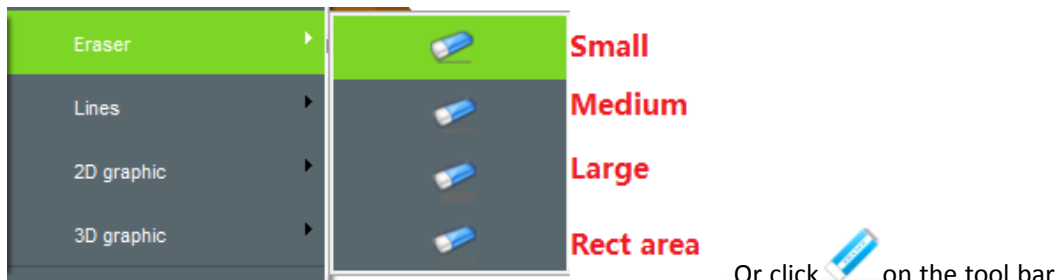 Eraser Small
Lines Medium
2D graphic Large
3D graphic Rect area
Or click on the tool bar